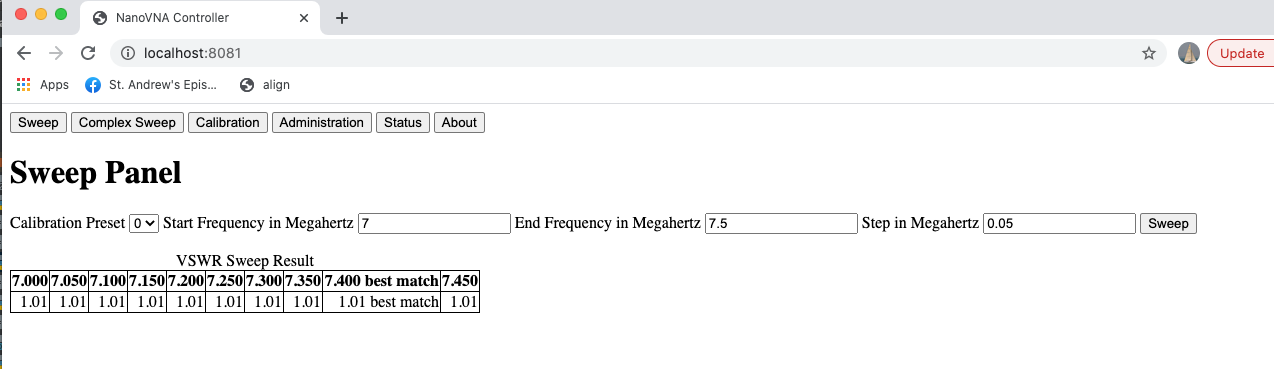 NanoVNA Controller
localhost:8081
Update
Apps St. Andrew's Epis... align
Sweep Complex Sweep Calibration Administration Status About
Sweep Panel
Calibration Preset 0 Start Frequency in Megahertz 7 End Frequency in Megahertz 7.5 Step in Megahertz 0.05 Sweep
VSWR Sweep Result
7.000 7.050 7.100 7.150 7.200 7.250 7.300 7.350 7.400 best match 7.450
1.01 1.01 1.01 1.01 1.01 1.01 1.01 1.01 1.01 best match 1.01